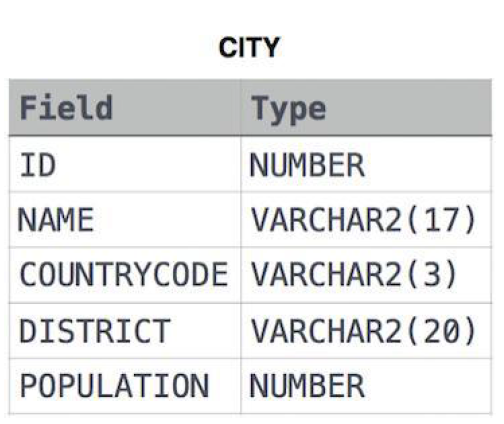 CITY
Field Type
ID NUMBER
NAME VARCHAR2(17)
COUNTRYCODE VARCHAR2(3)
DISTRICT VARCHAR2(20)
POPULATION NUMBER